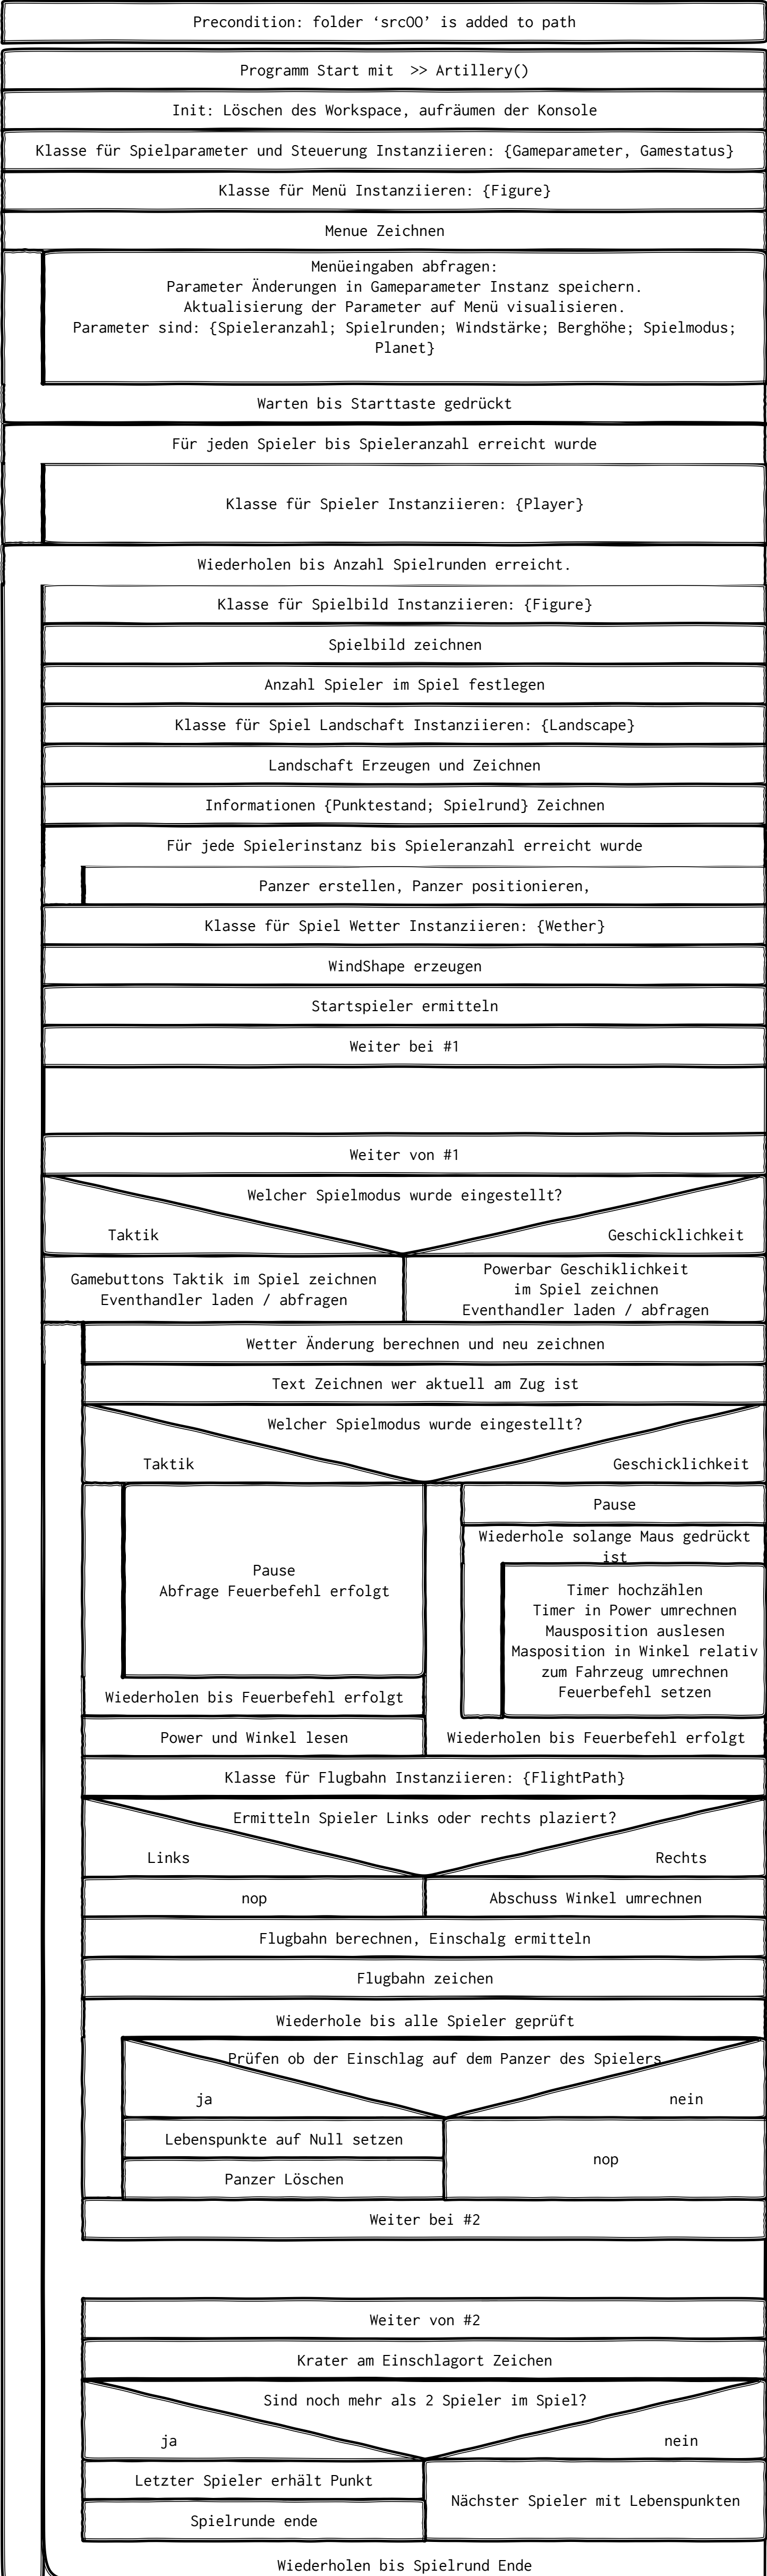 Precondition: folder ‘srcOO’ is added to path
Programm Start mit >> Artillery()
Init: Löschen des Workspace, aufräumen der Konsole
Klasse für Spielparameter und Steuerung Instanziieren: {Gameparameter, Gamestatus}
Klasse für Menü Instanziieren: {Figure}
Menue Zeichnen
Menüeingaben abfragen:
Parameter Änderungen in Gameparameter Instanz speichern.
Aktualisierung der Parameter auf Menü visualisieren.
Parameter sind: {Spieleranzahl; Spielrunden; Windstärke; Berghöhe; Spielmodus;
Planet}
Warten bis Starttaste gedrückt
Für jeden Spieler bis Spieleranzahl erreicht wurde
Klasse für Spieler Instanziieren: {Player}
Wiederholen bis Anzahl Spielrunden erreicht.
Klasse für Spielbild Instanziieren: {Figure}
Spielbild zeichnen
Anzahl Spieler im Spiel festlegen
Klasse für Spiel Landschaft Instanziieren: {Landscape}
Landschaft Erzeugen und Zeichnen
Informationen {Punktestand; Spielrund} Zeichnen
Für jede Spielerinstanz bis Spieleranzahl erreicht wurde
Panzer erstellen, Panzer positionieren,
Klasse für Spiel Wetter Instanziieren: {Wether}
WindShape erzeugen
Startspieler ermitteln
Weiter bei #1
Weiter von #1
Welcher Spielmodus wurde eingestellt?
Taktik
Geschicklichkeit
Gamebuttons Taktik im Spiel zeichnen
Eventhandler laden / abfragen
Powerbar Geschiklichkeit
im Spiel zeichnen
Eventhandler laden / abfragen
Wetter Änderung berechnen und neu zeichnen
Text Zeichnen wer aktuell am Zug ist
Welcher Spielmodus wurde eingestellt?
Taktik
Geschicklichkeit
Pause
Abfrage Feuerbefehl erfolgt
Wiederholen bis Feuerbefehl erfolgt
Power und Winkel lesen
Pause
Wiederhole solange Maus gedrückt
ist
Timer hochzählen
Timer in Power umrechnen
Mausposition auslesen
Masposition in Winkel relativ
zum Fahrzeug umrechnen
Feuerbefehl setzen
Wiederholen bis Feuerbefehl erfolgt
Klasse für Flugbahn Instanziieren: {FlightPath}
Ermitteln Spieler Links oder rechts plaziert?
Links
Rechts
nop
Abschuss Winkel umrechnen
Flugbahn berechnen, Einschalg ermitteln
Flugbahn zeichen
Wiederhole bis alle Spieler geprüft
Prüfen ob der Einschlag auf dem Panzer des Spielers
ja
nein
Lebenspunkte auf Null setzen
Panzer Löschen
nop
Weiter bei #2
Weiter von #2
Krater am Einschlagort Zeichen
Sind noch mehr als 2 Spieler im Spiel?
ja
nein
Letzter Spieler erhält Punkt
Spielrunde ende
Nächster Spieler mit Lebenspunkten
Wiederholen bis Spielrund Ende